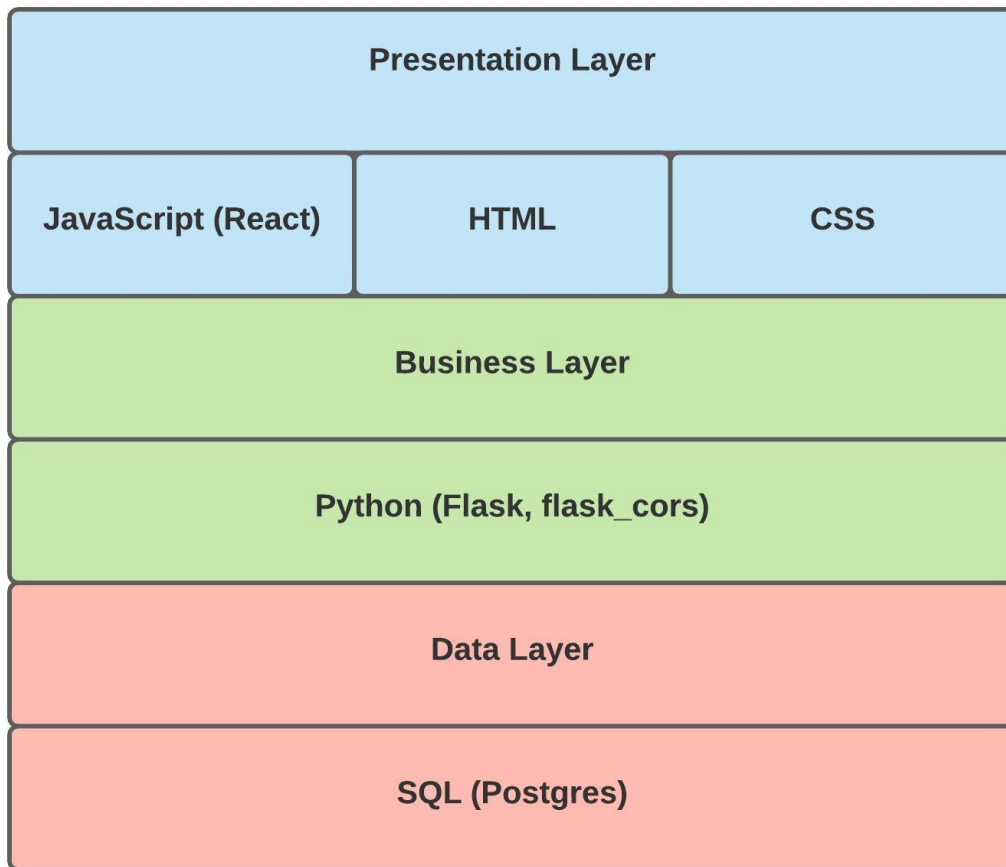 Presentation Layer
JavaScript (React)
HTML
CSS
Business Layer
Python (Flask, flask_cors)
Data Layer
SQL (Postgres)